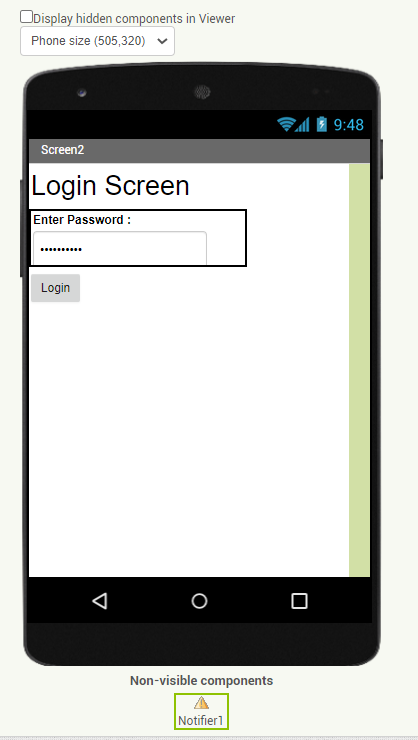 Display hidden components in Viewer
Phone size (505,320)
9:48
Screen2
Login Screen
Enter Password :
••••••••••
Login
Non-visible components
Notifier1